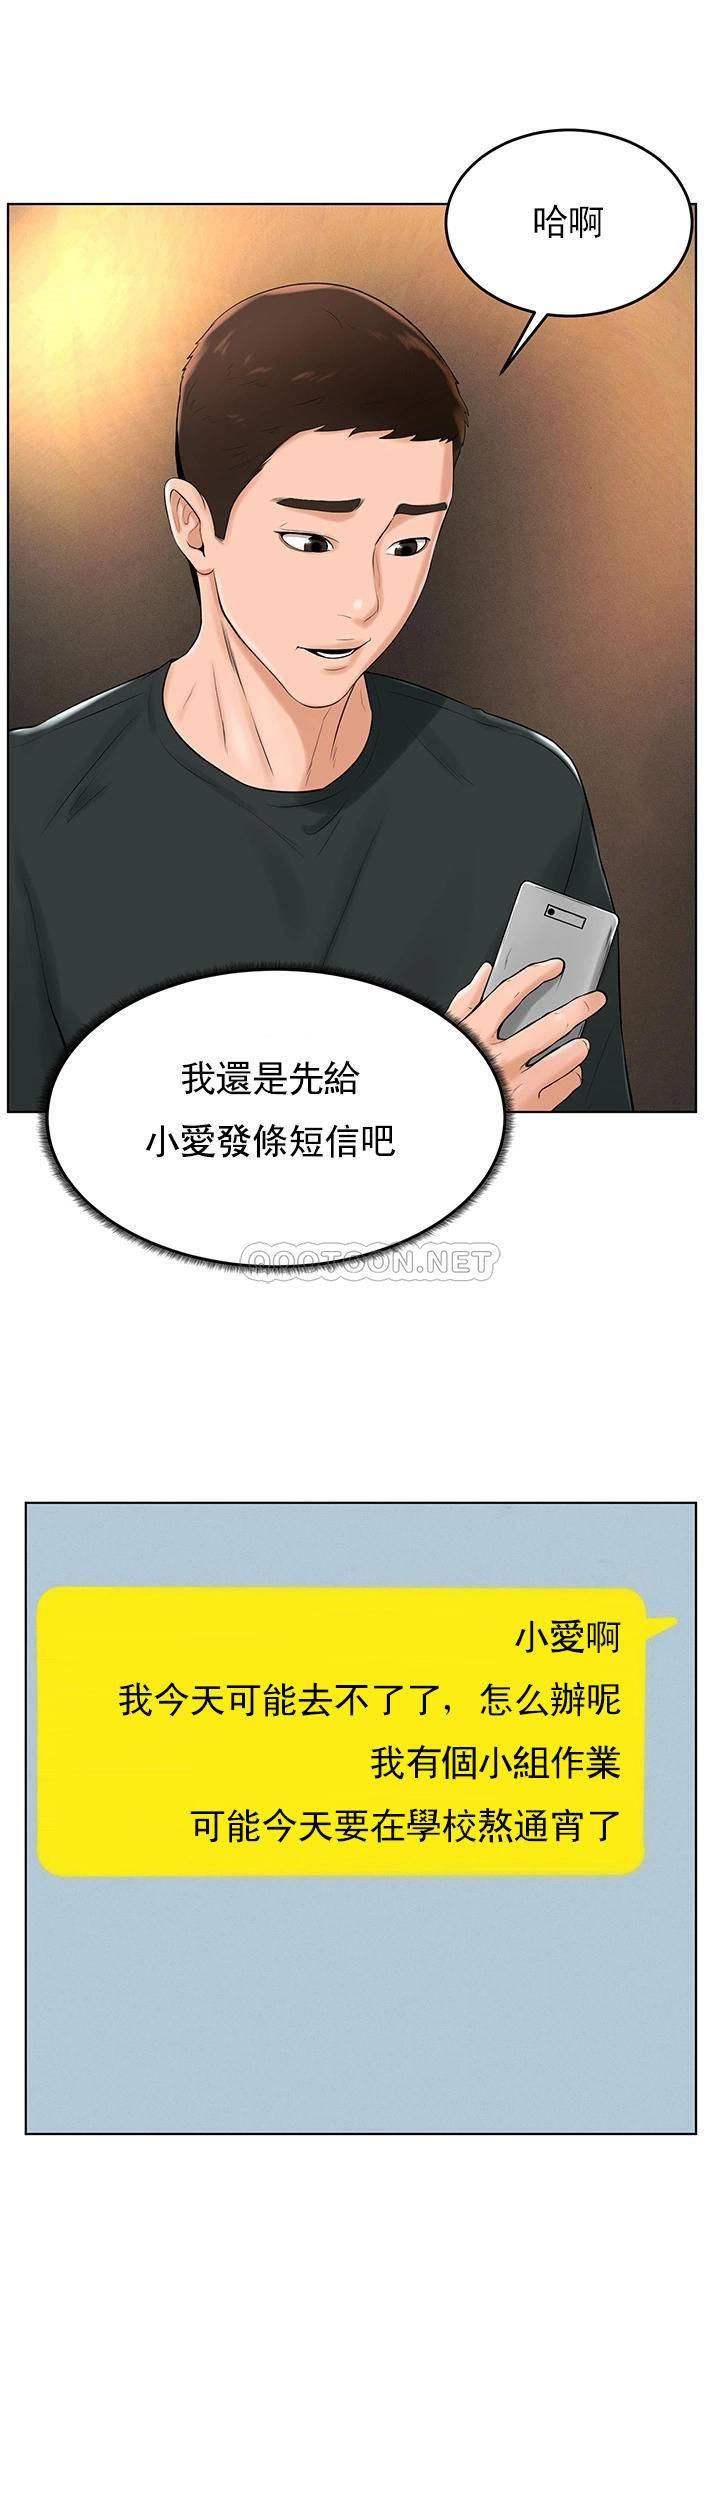 哈啊
我還是先給
小愛發條短信吧
QOOTOON.NET
小愛啊
我今天可能去不了了，怎么辦呢
我有個小組作業
可能今天要在學校熬通宵了